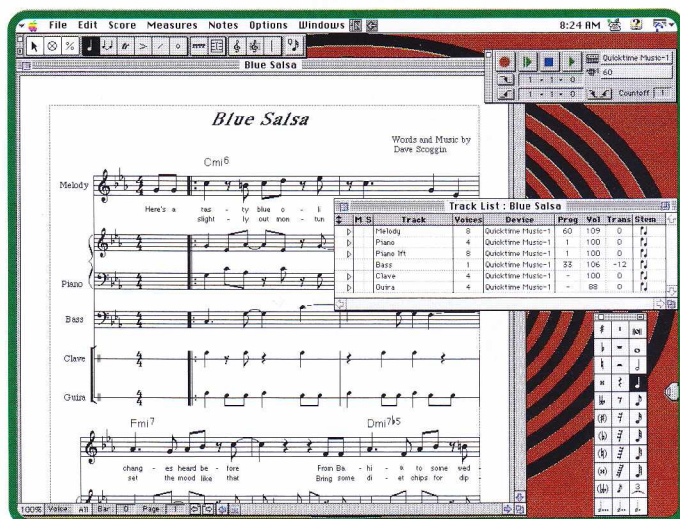 File Edit Score Measures Notes Options Windows 8:24 AM
Blue Salsa
Quicktime Music-1
60
1 - 1 - 0
1 - 1 - 0 Countoff 1
Blue Salsa
Words and Music by
Dave Scoggin
Cmi6
Melody
Here's a tas - ty blue o - li
slight - ly out mon - tun
Piano
Bass
Clave
Guira
Track List : Blue Salsa
M S Track Voices Device Prog Vol Trans Stem
Melody 8 Quicktime Music-1 60 109 0
Piano 4 Quicktime Music-1 1 100 0
Piano lft 8 Quicktime Music-1 1 100 0
Bass 1 Quicktime Music-1 33 106 -12
Clave 4 Quicktime Music-1 - 100 0
Guira 4 Quicktime Music-1 - 88 0
Fmi7 Dmi7b5
chang - es heard be - fore From Ba - hi - to some wed -
set the mood like that Bring some di - et chips for dip
100% Voice: All Bar: 0 Page